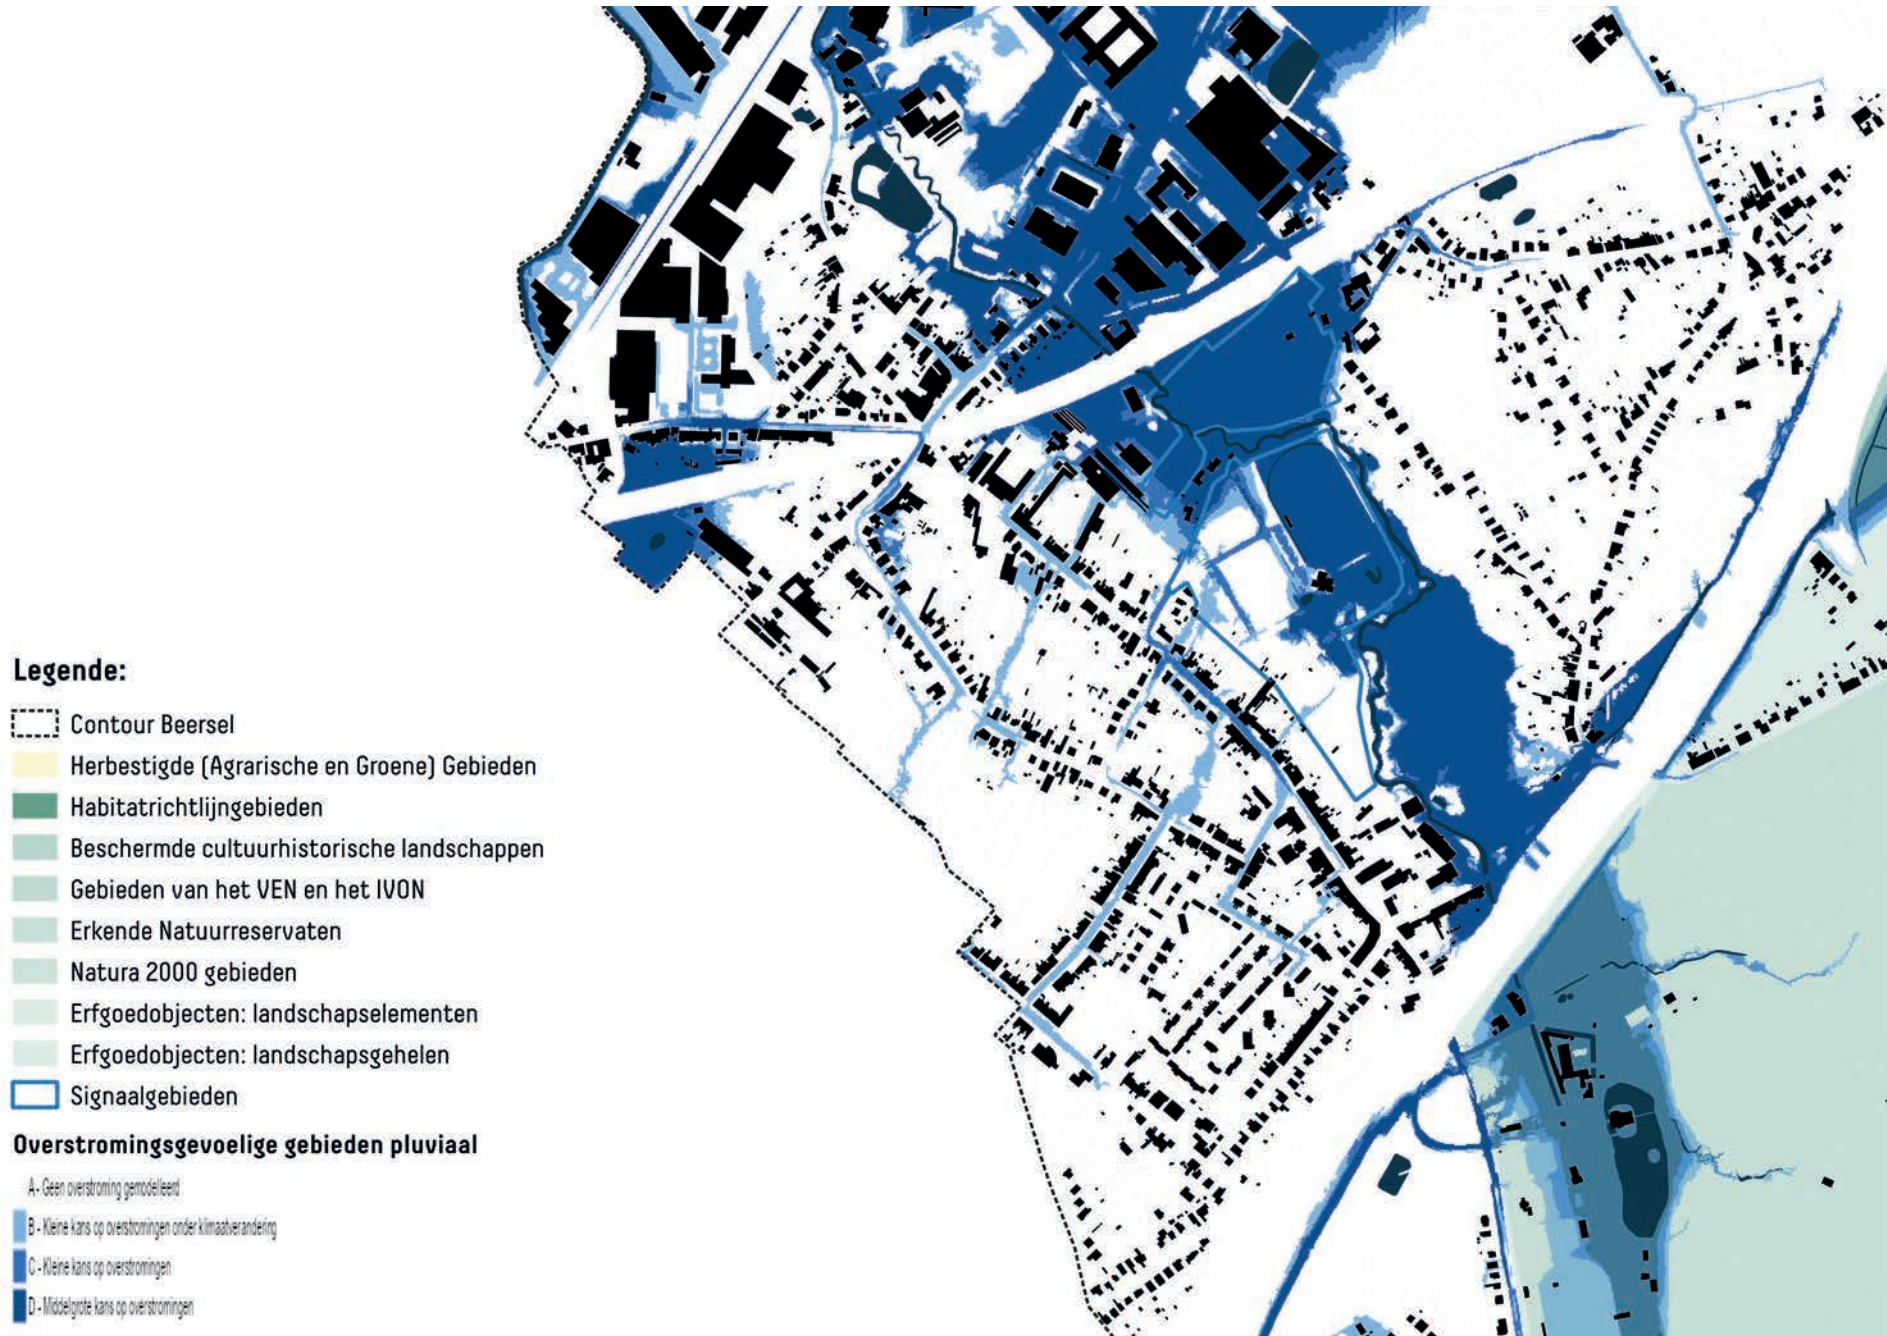 Legende:
Contour Beersel
Herbestigde (Agrarische en Groene) Gebieden
Habitatrichtlijngebieden
Beschermde cultuurhistorische landschappen
Gebieden van het VEN en het IVON
Erkende Natuurreservaten
Natura 2000 gebieden
Erfgoedobjecten: landschapselementen
Erfgoedobjecten: landschapsgehelen
Signaalgebieden
Overstromingsgevoelige gebieden pluviaal
A - Geen overstroming gemodelleerd
B - Kleine kans op overstromingen onder klimaatverandering
C - Kleine kans op overstromingen
D - Middelgrote kans op overstromingen